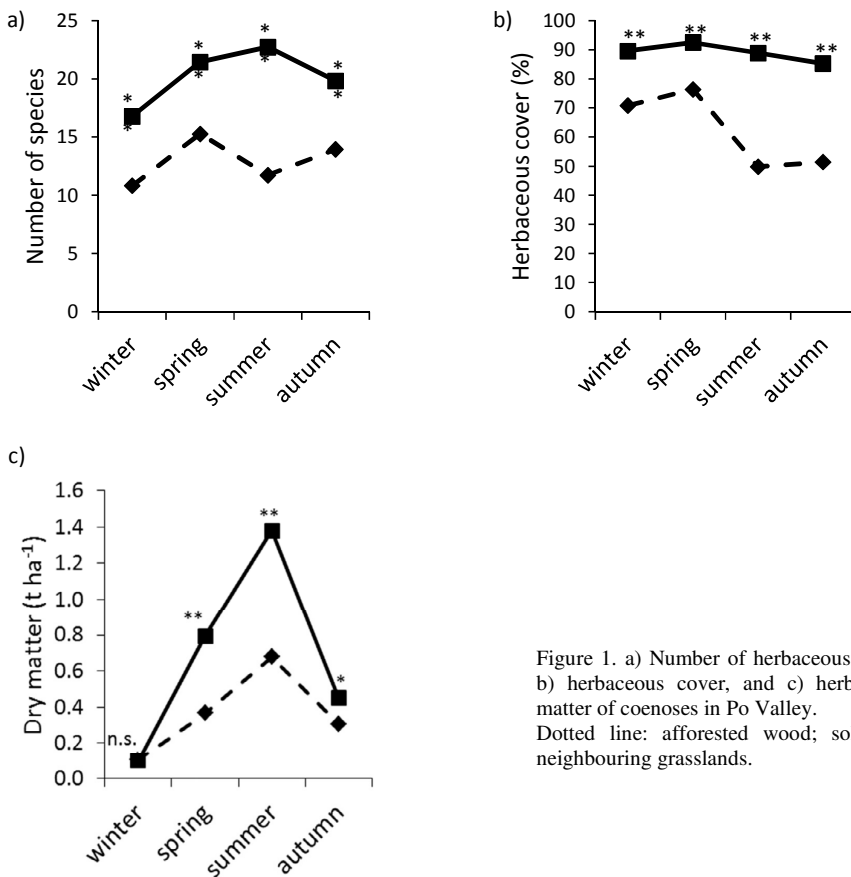 a)
25
20
15
10
5
0
Number of species
* * * *
* * * *
winter spring summer autumn
b)
100
90
80
70
60
50
40
30
20
10
0
Herbaceous cover (%)
** ** ** **
winter spring summer autumn
c)
1.6
1.4
1.2
1.0
0.8
0.6
0.4
0.2
0.0
Dry matter (t ha⁻¹)
n.s. ** ** *
winter spring summer autumn
Figure 1. a) Number of herbaceous
b) herbaceous cover, and c) herb
matter of coenoses in Po Valley.
Dotted line: afforested wood; so
neighbouring grasslands.